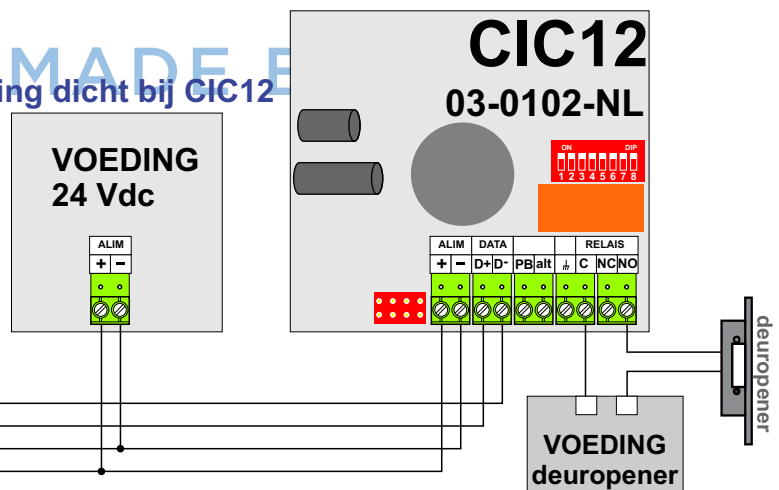 MADE B
ing dicht bij CIC12
CIC12
03-0102-NL
VOEDING
24 Vdc
ALIM
+ -
ON DIP
1 2 3 4 5 6 7 8
ALIM DATA RELAIS
+ - D+ D- PB alt C NC NO
deuropener
VOEDING
deuropener